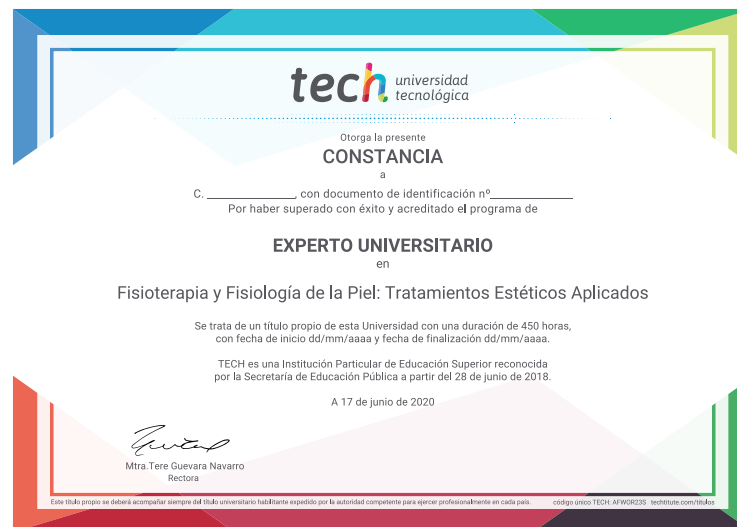 tech universidad
tecnológica
Otorga la presente
CONSTANCIA
a
C. ________________, con documento de identificación nº______________
Por haber superado con éxito y acreditado el programa de
EXPERTO UNIVERSITARIO
en
Fisioterapia y Fisiología de la Piel: Tratamientos Estéticos Aplicados
Se trata de un título propio de esta Universidad con una duración de 450 horas,
con fecha de inicio dd/mm/aaaa y fecha de finalización dd/mm/aaaa.
TECH es una Institución Particular de Educación Superior reconocida
por la Secretaría de Educación Pública a partir del 28 de junio de 2018.
A 17 de junio de 2020
Mtra.Tere Guevara Navarro
Rectora
Este título propio se deberá acompañar siempre del título universitario habilitante expedido por la autoridad competente para ejercer profesionalmente en cada país. código único TECH: AFWOR23S techtitute.com/titulos